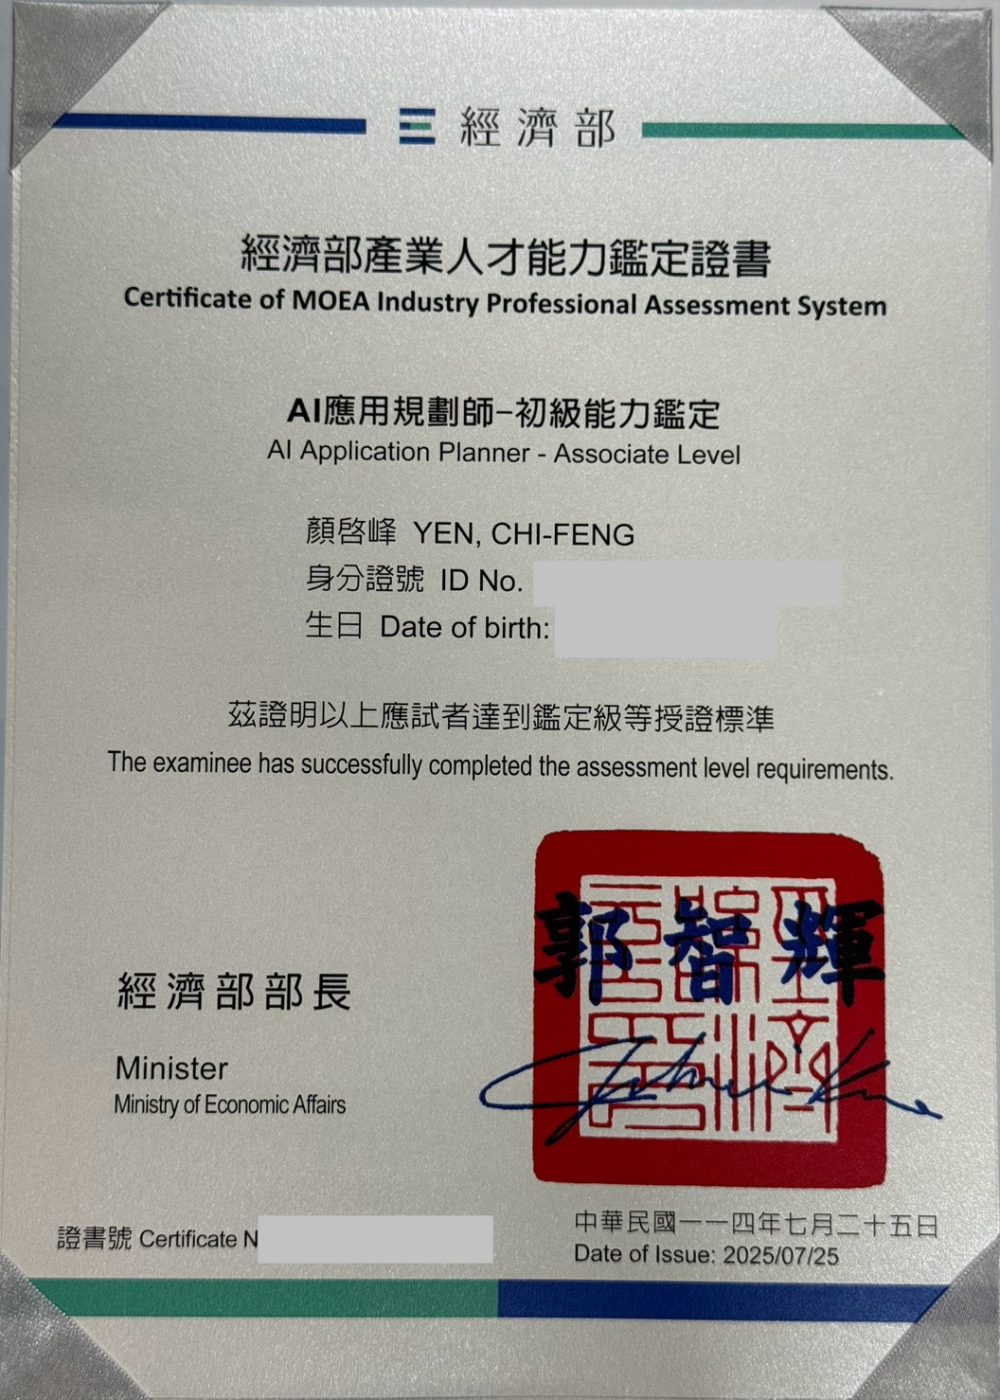 經濟部
經濟部產業人才能力鑑定證書
Certificate of MOEA Industry Professional Assessment System
AI應用規劃師-初級能力鑑定
AI Application Planner - Associate Level
顏啓峰 YEN, CHI-FENG
身分證號 ID No.
生日 Date of birth:
茲證明以上應試者達到鑑定級等授證標準
The examinee has successfully completed the assessment level requirements.
郭智輝
經濟部部長
Minister
Ministry of Economic Affairs
證書號 Certificate N
中華民國一一四年七月二十五日
Date of Issue: 2025/07/25